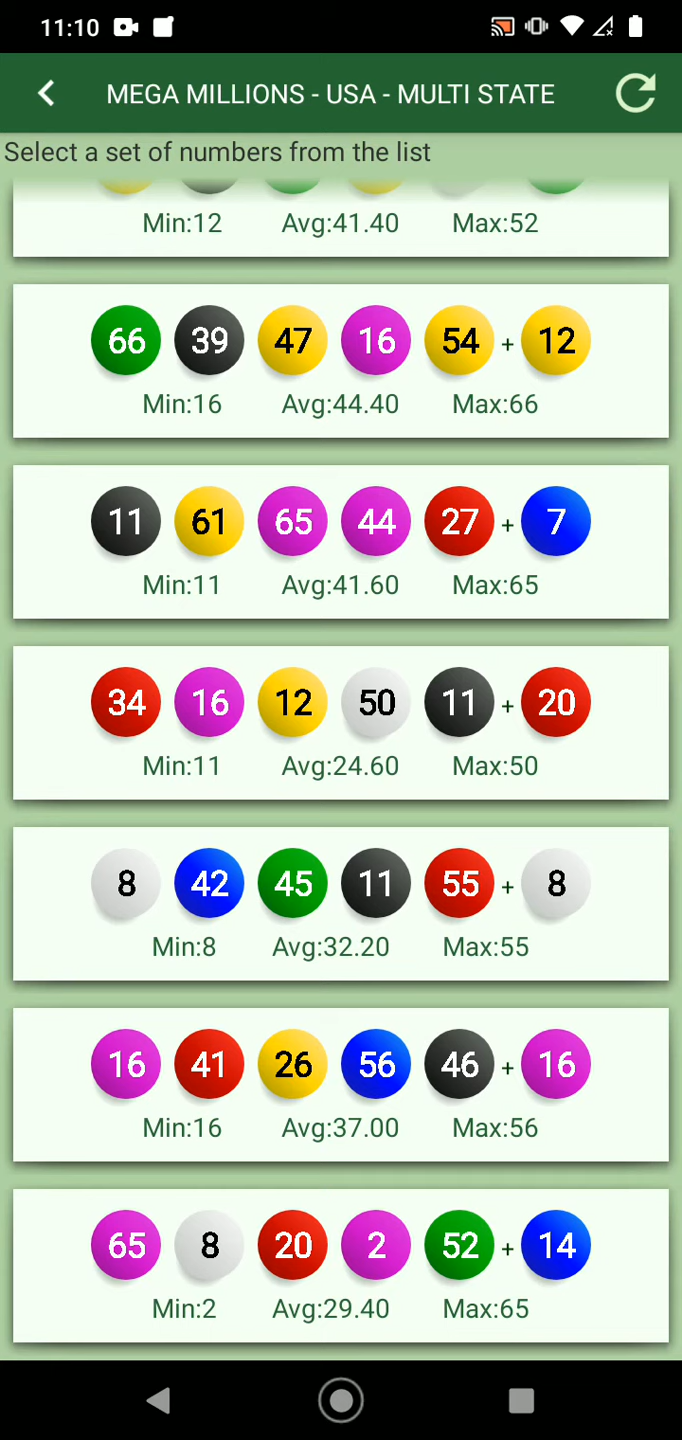 11:10
MEGA MILLIONS - USA - MULTI STATE
Select a set of numbers from the list
Min:12 Avg:41.40 Max:52
66 39 47 16 54 + 12
Min:16 Avg:44.40 Max:66
11 61 65 44 27 + 7
Min:11 Avg:41.60 Max:65
34 16 12 50 11 + 20
Min:11 Avg:24.60 Max:50
8 42 45 11 55 + 8
Min:8 Avg:32.20 Max:55
16 41 26 56 46 + 16
Min:16 Avg:37.00 Max:56
65 8 20 2 52 + 14
Min:2 Avg:29.40 Max:65